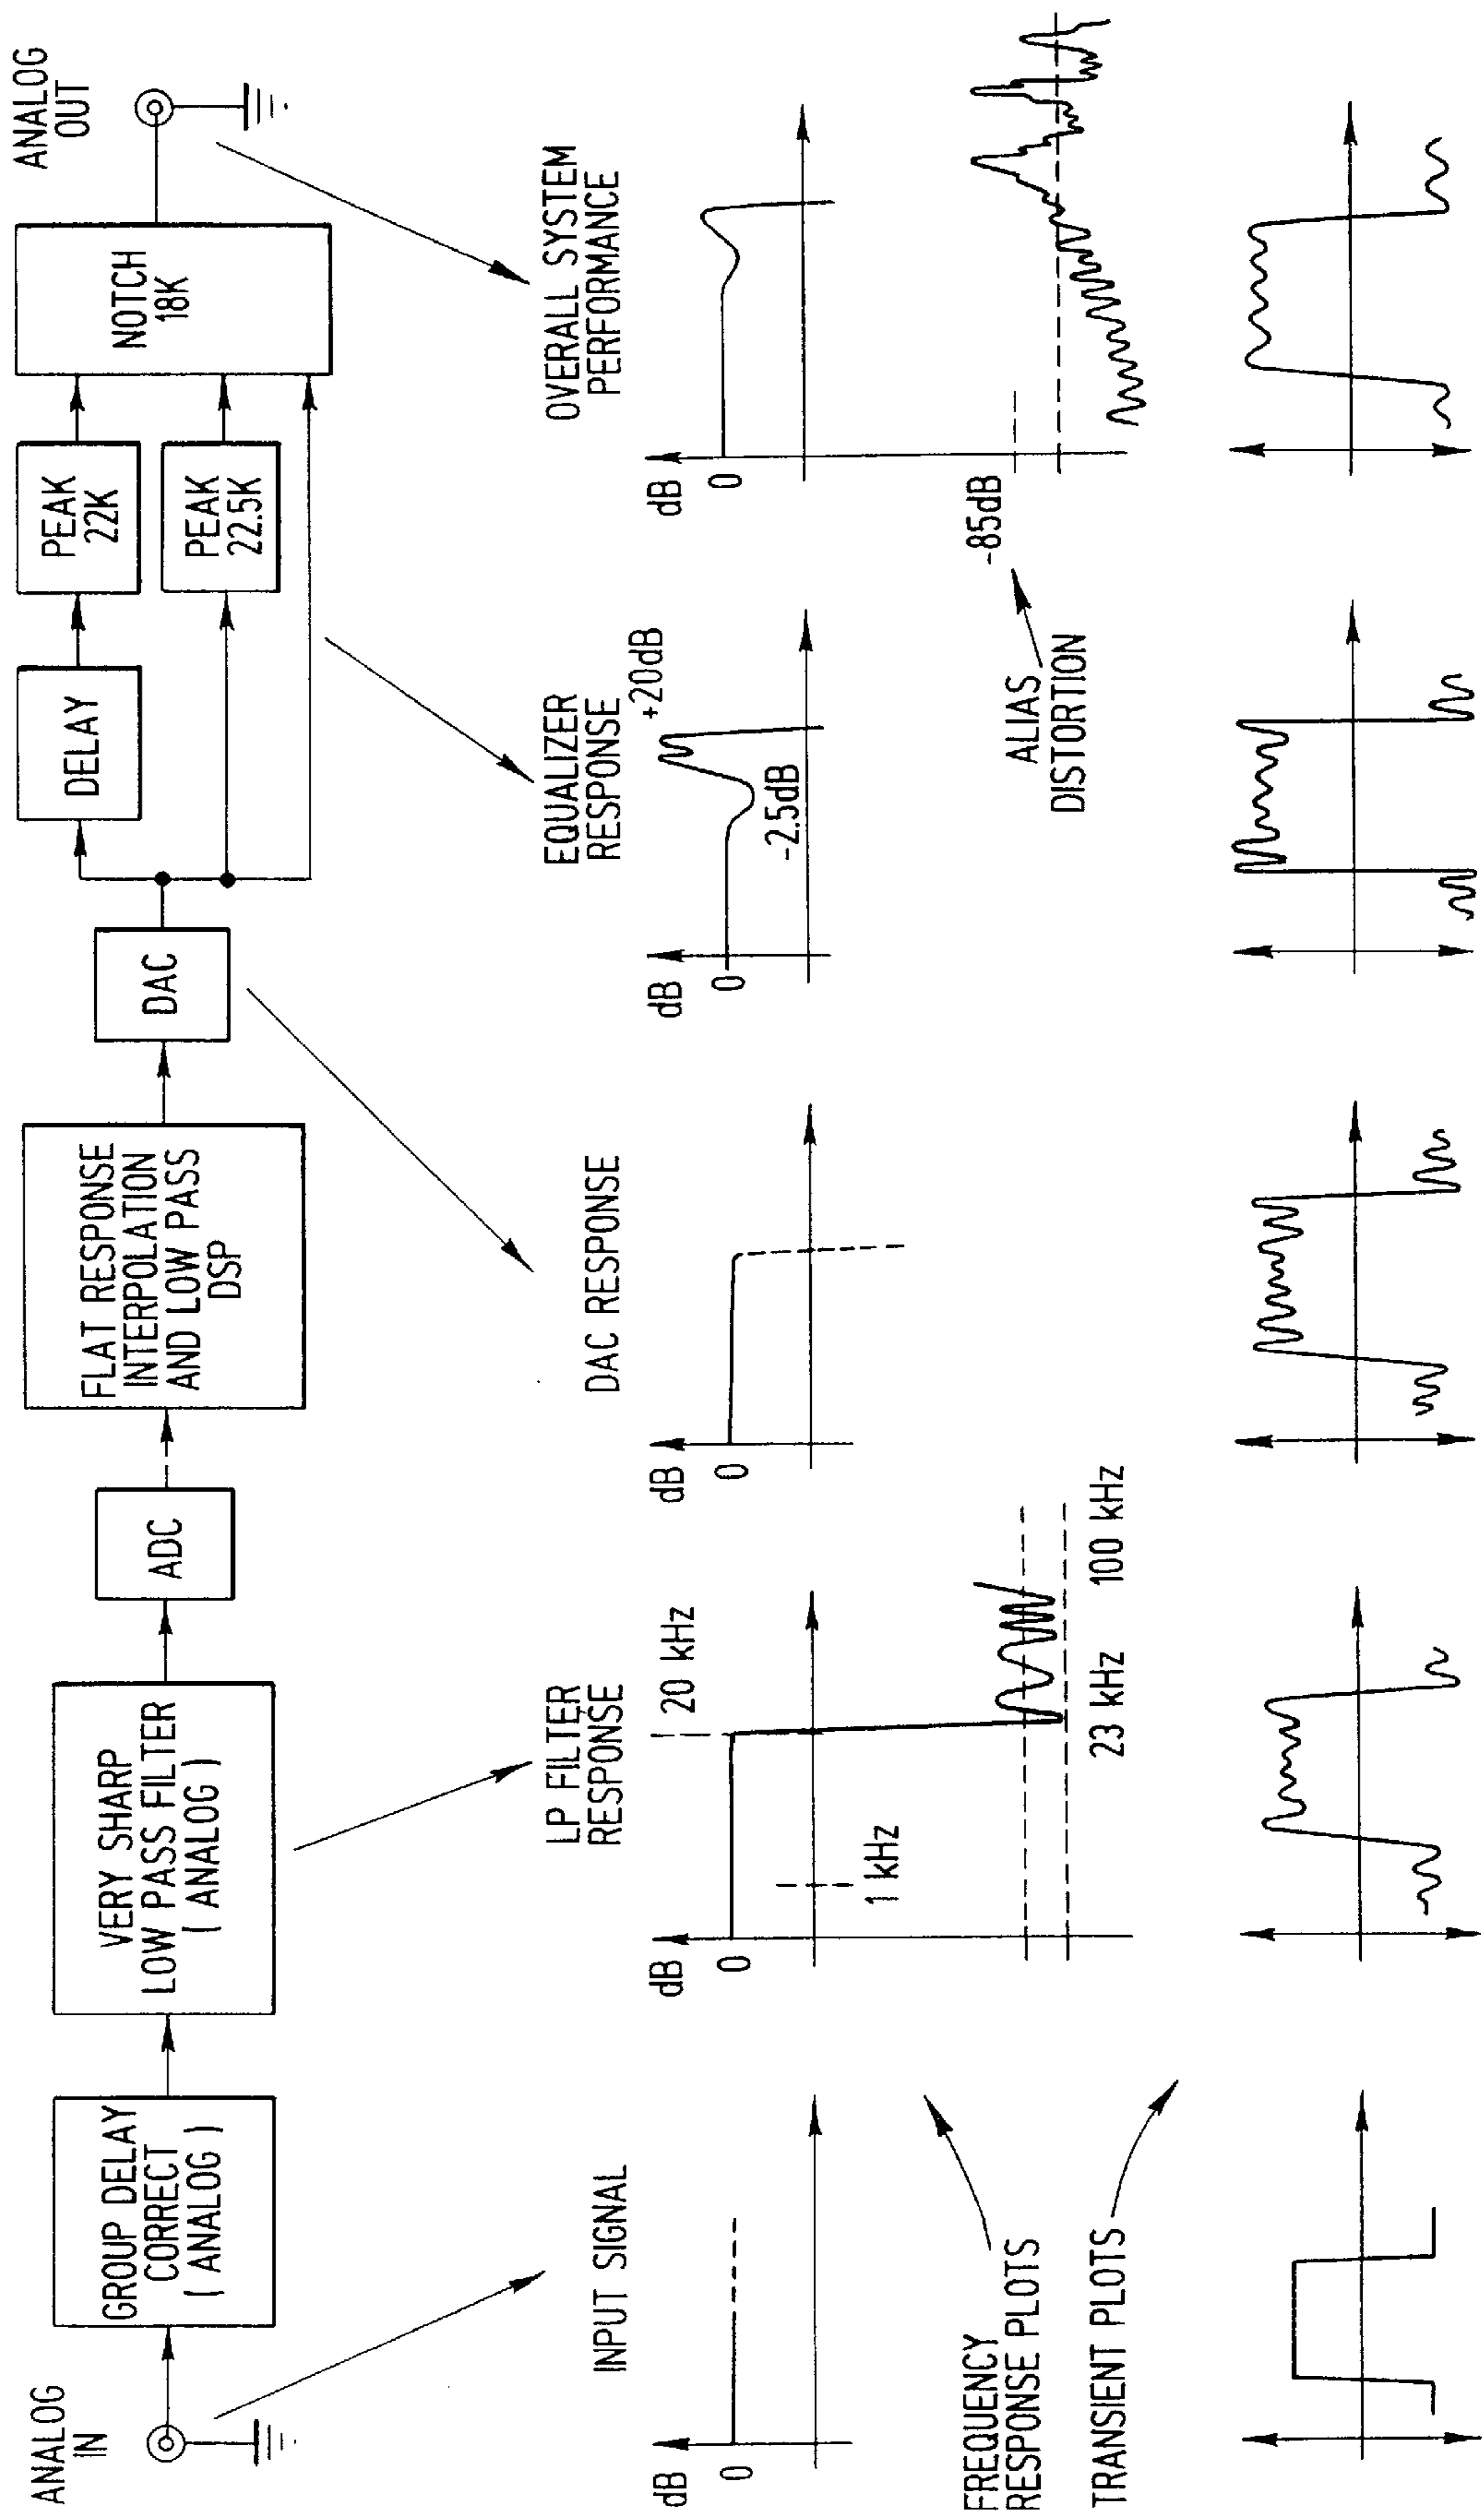 ANALOG
IN
GROUP DELAY
CORRECT
( ANALOG )
VERY SHARP
LOW PASS FILTER
( ANALOG )
ADC
FLAT RESPONSE
INTERPOLATION
AND LOW PASS
DSP
DAC
DELAY
PEAK
22K
PEAK
22.5K
NOTCH
18K
ANALOG
OUT
INPUT SIGNAL
dB
0
LP FILTER
RESPONSE
dB
0
20 kHz
1 kHz
23 kHz
100 kHz
DAC RESPONSE
dB
0
EQUALIZER
RESPONSE
dB
0
+20dB
-2.5dB
OVERALL SYSTEM
PERFORMANCE
dB
0
-85dB
ALIAS
DISTORTION
FREQUENCY
RESPONSE PLOTS
TRANSIENT PLOTS